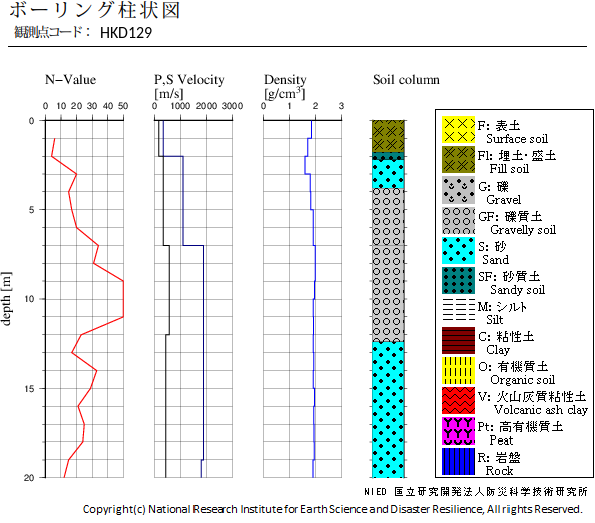 ボーリング柱状図
観測点コード： HKD129
N−Value
P,S Velocity
[m/s]
Density
[g/cm³]
Soil column
0 10 20 30 40 50
0 1000 2000 3000
0 1 2 3
0
5
10
15
20
depth [m]
F: 表土
Surface soil
Fl: 埋土・盛土
Fill soil
G: 礫
Gravel
GF: 礫質土
Gravelly soil
S: 砂
Sand
SF: 砂質土
Sandy soil
M: シルト
Silt
C: 粘性土
Clay
O: 有機質土
Organic soil
V: 火山灰質粘性土
Volcanic ash clay
Pt: 高有機質土
Peat
R: 岩盤
Rock
NIED 国立研究開発法人防災科学技術研究所
Copyright(c) National Research Institute for Earth Science and Disaster Resilience, All rights Reserved.